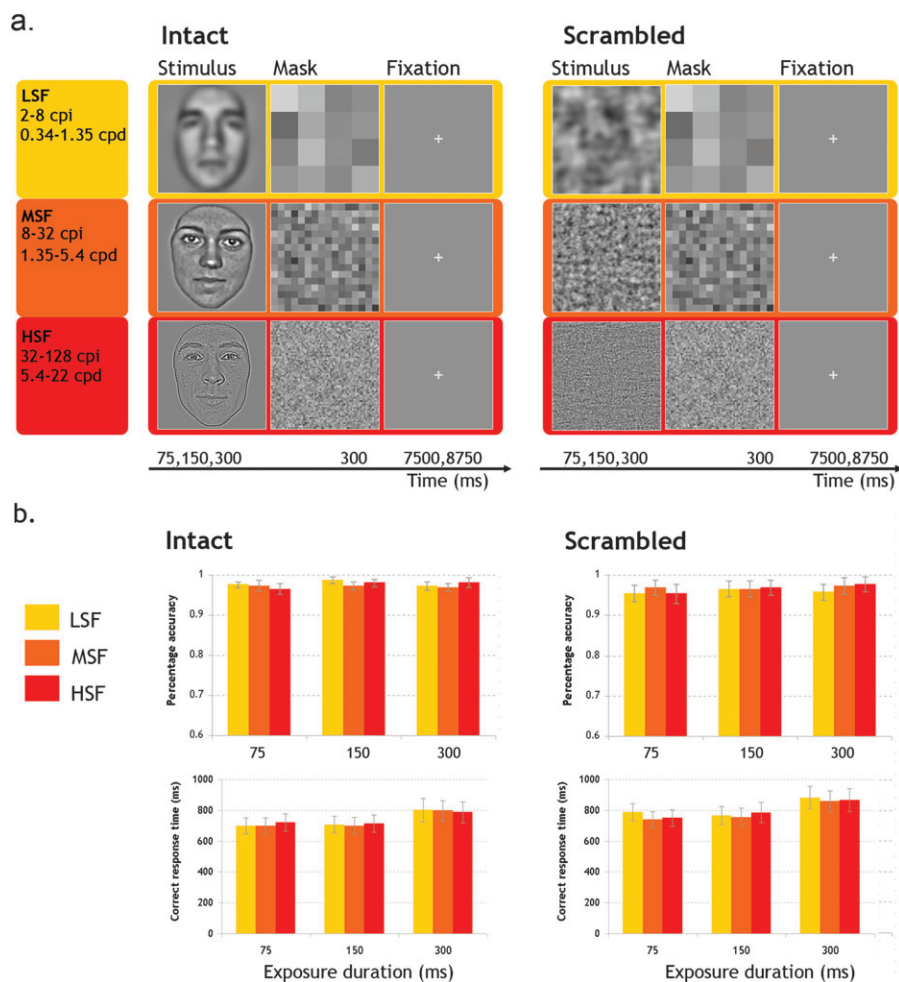 a.
Intact
Scrambled
Stimulus Mask Fixation
Stimulus Mask Fixation
LSF
2-8 cpi
0.34-1.35 cpd
MSF
8-32 cpi
1.35-5.4 cpd
HSF
32-128 cpi
5.4-22 cpd
75,150,300 300 7500,8750
Time (ms)
75,150,300 300 7500,8750
Time (ms)
b.
Intact
Scrambled
LSF
MSF
HSF
Percentage accuracy
1
0.9
0.8
0.7
0.6
75 150 300
Percentage accuracy
1
0.9
0.8
0.7
0.6
75 150 300
Correct response time (ms)
1000
800
600
400
200
0
75 150 300
Exposure duration (ms)
Correct response time (ms)
1000
800
600
400
200
0
75 150 300
Exposure duration (ms)